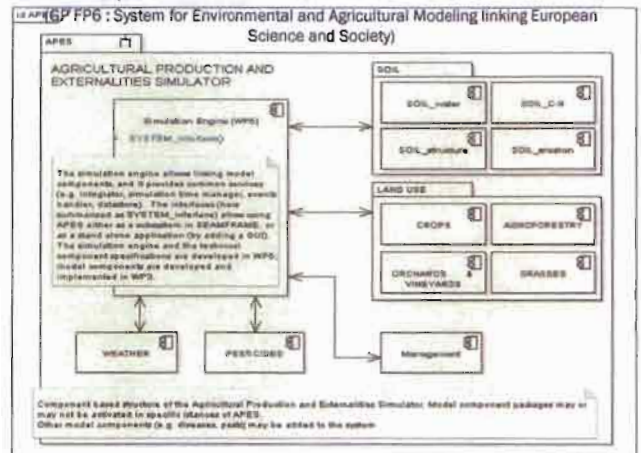 (GP FP6 : System for Environmental and Agricultural Modeling linking European
Science and Society)
APES
AGRICULTURAL PRODUCTION AND
EXTERNALITIES SIMULATOR
Simulation Engine (WP5)
SYSTEM_interface()
The simulation engine allows linking model
components, and it provides common services
(e.g. integrator, simulation time manager, events
handler, datastore). The interfaces (here
summarized as SYSTEM_interface) allow using
APES either as a subsystem in SEAMFRAME, or
as a stand alone application (by adding a GUI).
The simulation engine and the technical
component specifications are developed in WP5;
model components are developed and
implemented in WP3.
SOIL
SOIL_water
SOIL_C-N
SOIL_structure
SOIL_erosion
LAND USE
CROPS
AGROFORESTRY
ORCHARDS &
VINEYARDS
GRASSES
WEATHER
PESTICIDES
Management
Component based structure of the Agricultural Production and Externalities Simulator. Model component packages may or
may not be activated in specific istances of APES.
Other model components (e.g. diseases, pests) may be added to the system